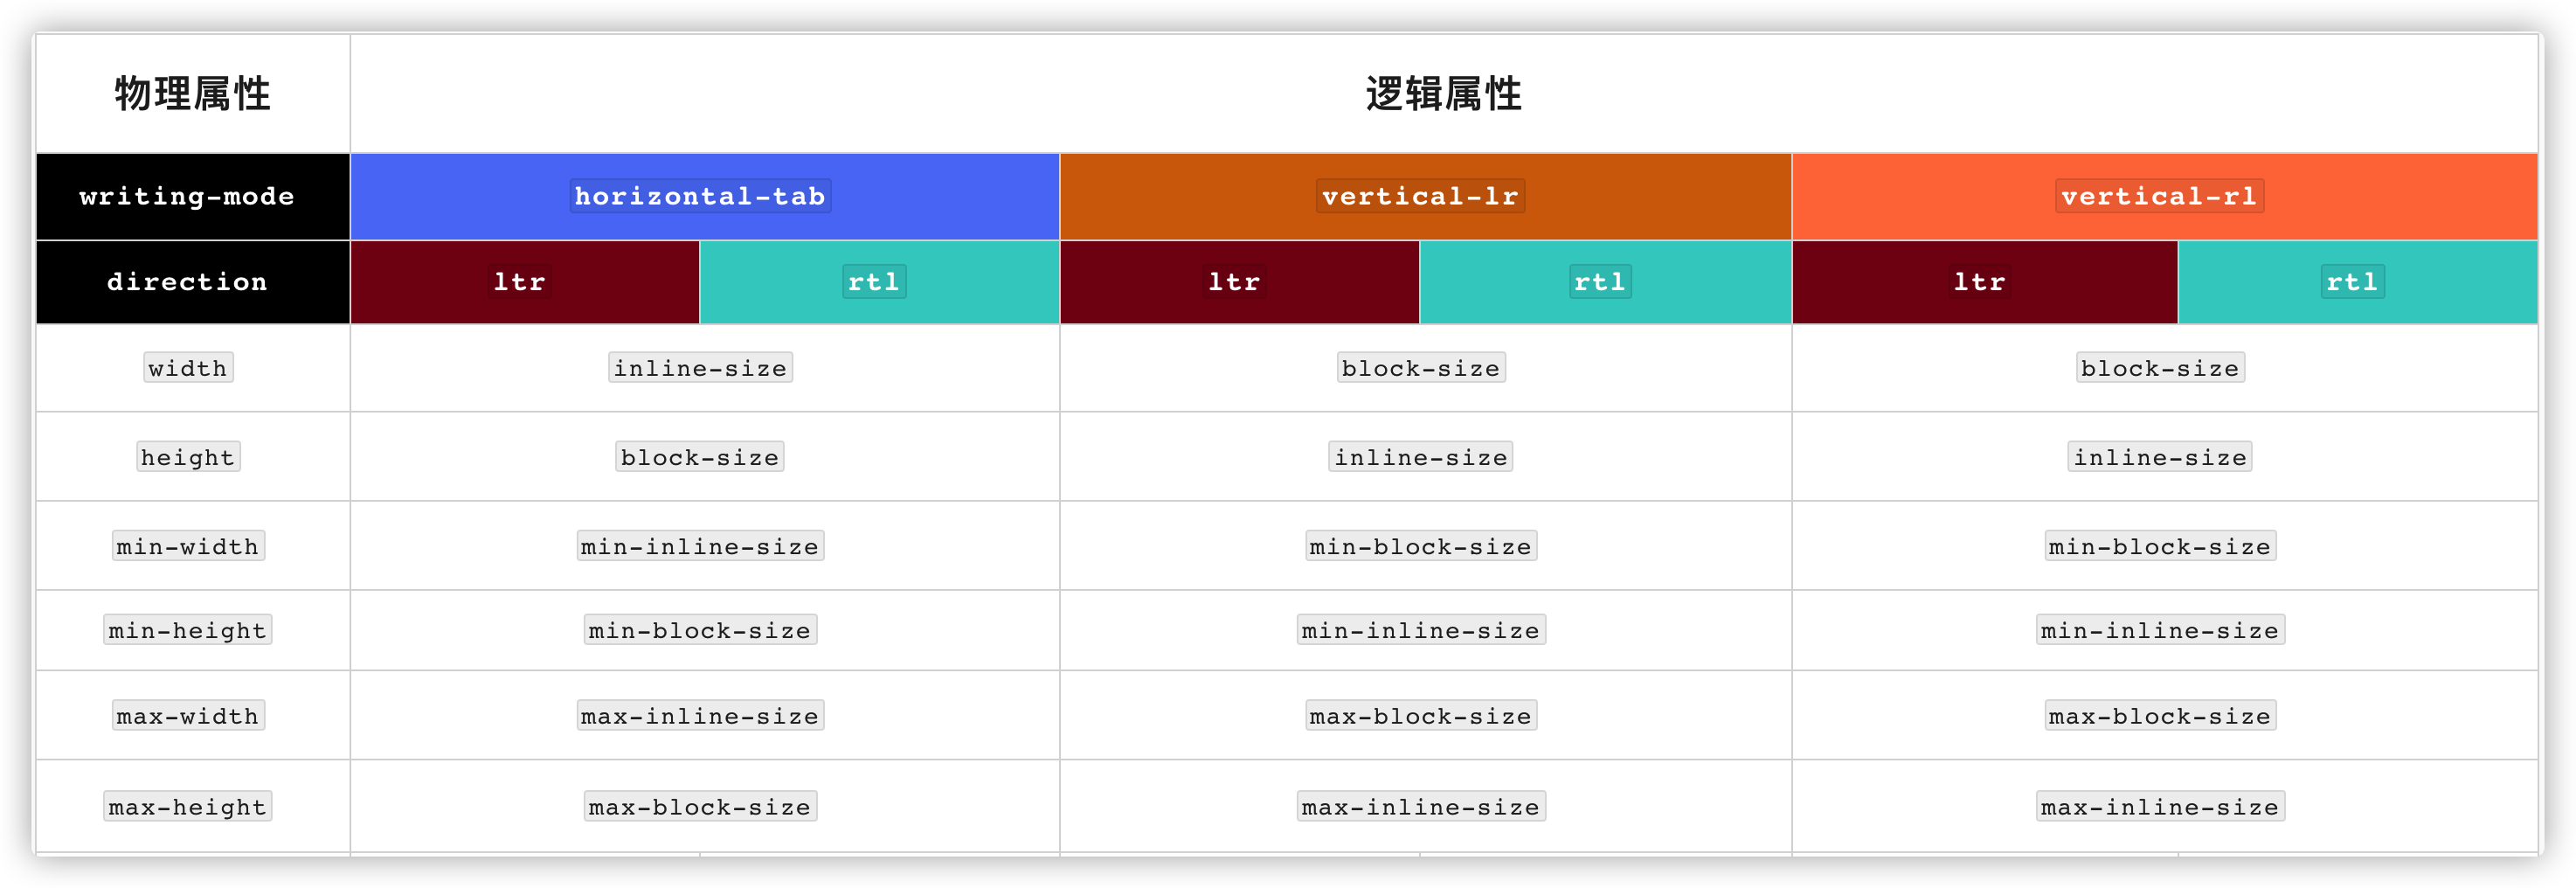 物理属性 逻辑属性
writing-mode horizontal-tab vertical-lr vertical-rl
direction ltr rtl ltr rtl ltr rtl
width inline-size block-size block-size
height block-size inline-size inline-size
min-width min-inline-size min-block-size min-block-size
min-height min-block-size min-inline-size min-inline-size
max-width max-inline-size max-block-size max-block-size
max-height max-block-size max-inline-size max-inline-size